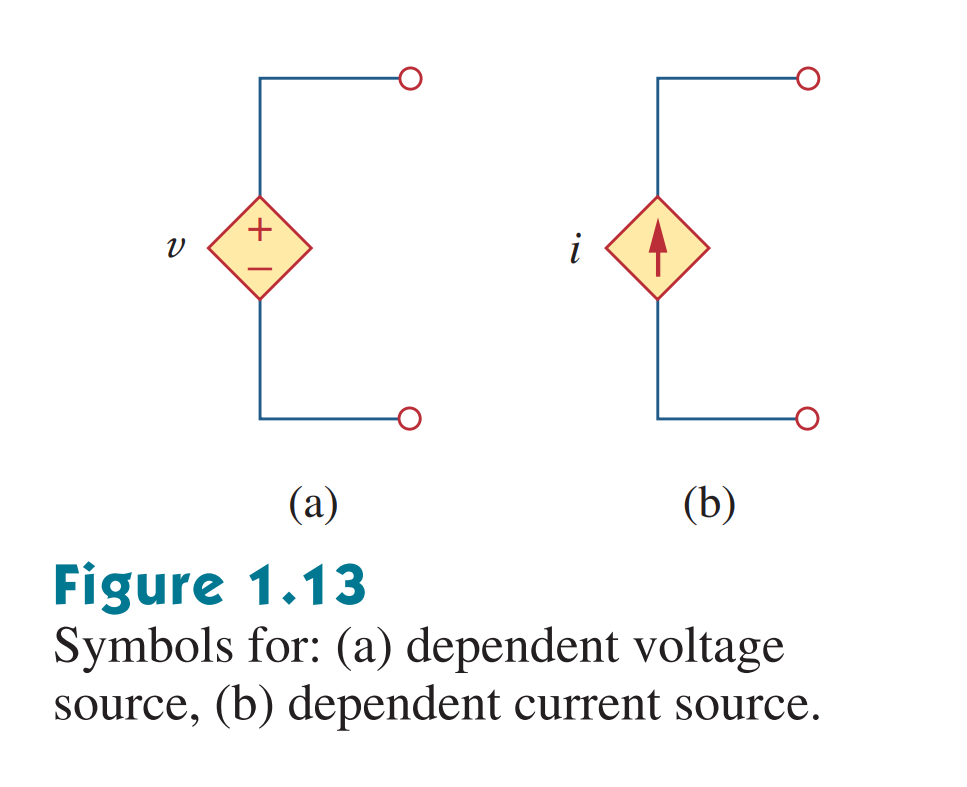 v
+
−
i
(a)
(b)
Figure 1.13
Symbols for: (a) dependent voltage
source, (b) dependent current source.